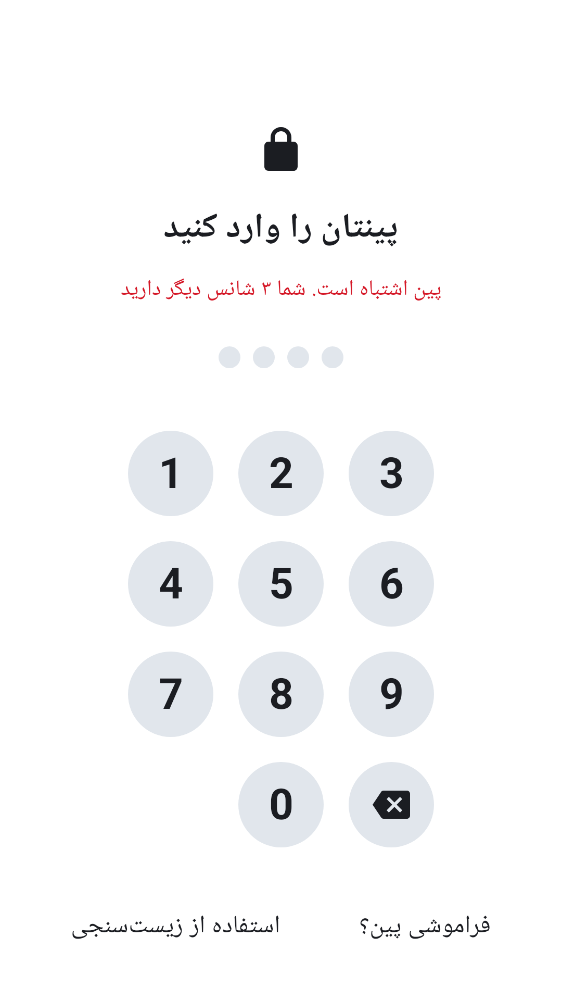 پینتان را وارد کنید
پین اشتباه است. شما ۳ شانس دیگر دارید
1 2 3
4 5 6
7 8 9
0
فراموشی پین؟ استفاده از زیست‌سنجی